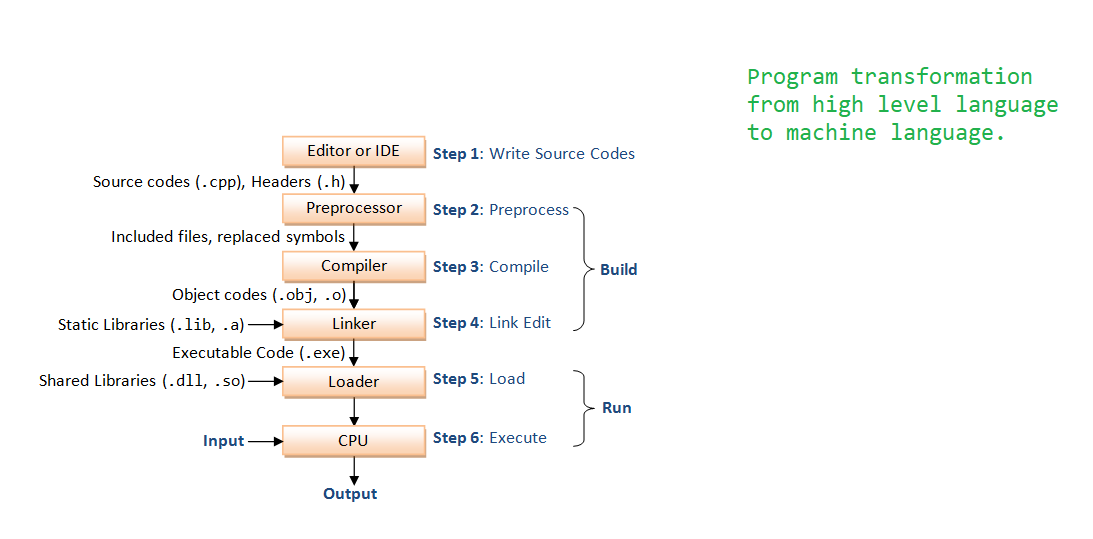 Program transformation
from high level language
to machine language.
Editor or IDE
Step 1: Write Source Codes
Source codes (.cpp), Headers (.h)
Preprocessor
Step 2: Preprocess
Included files, replaced symbols
Compiler
Step 3: Compile
Build
Object codes (.obj, .o)
Static Libraries (.lib, .a)
Linker
Step 4: Link Edit
Executable Code (.exe)
Shared Libraries (.dll, .so)
Loader
Step 5: Load
Run
Input
CPU
Step 6: Execute
Output